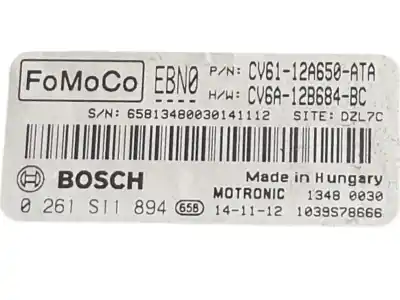 FoMoCo EBN0 P/N: CV61-12A650-ATA
H/W: CV6A-12B684-BC
S/N: 65813480030141112 SITE: DZL7C
BOSCH Made in Hungary
MOTRONIC 1348 0030
0 261 S11 894 65B 14-11-12 1039S78666